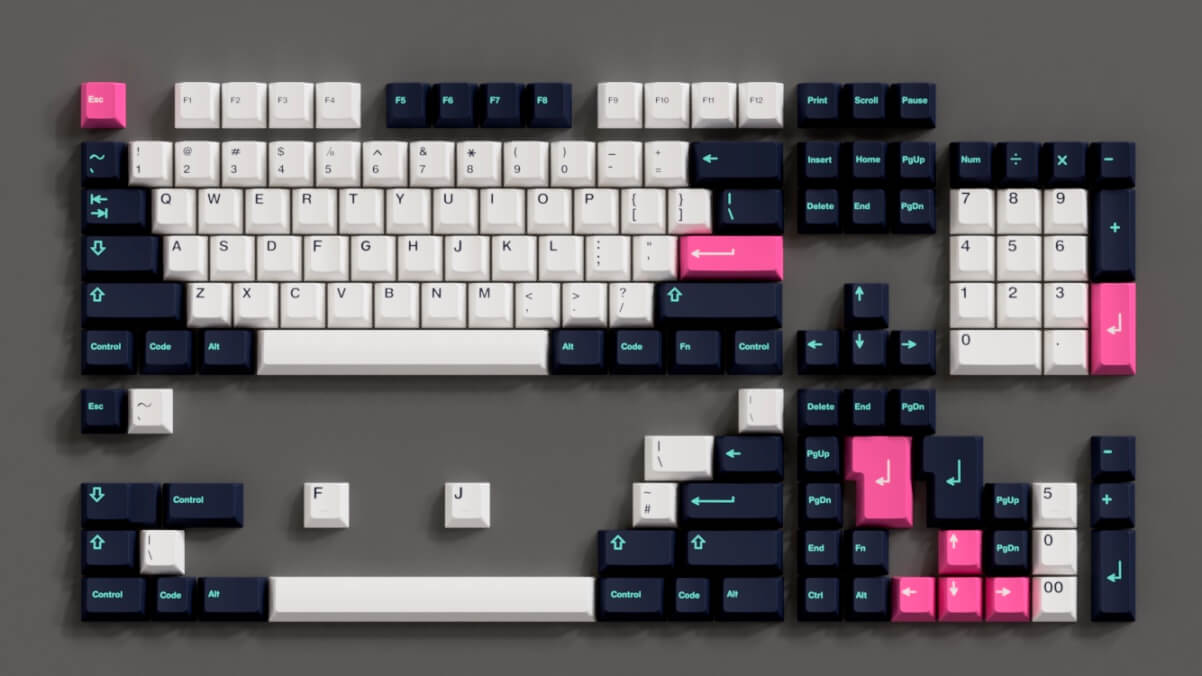 Esc F1 F2 F3 F4 F5 F6 F7 F8 F9 F10 F11 F12 Print Scroll Pause
~ ! @ # $ % ^ & * ( ) _ + ← Insert Home PgUp Num ÷ × -
` 1 2 3 4 5 6 7 8 9 0 - =
Q W E R T Y U I O P { } | Delete End PgDn 7 8 9 +
[ ] \
A S D F G H J K L : " 4 5 6
; '
⇧ Z X C V B N M < > ? ⇧ ↑ 1 2 3
, . /
Control Code Alt Alt Code Fn Control ← ↓ → 0 .
Esc ~ | Delete End PgDn
` \
| ← PgUp -
\
Control F J ~ PgDn PgUp 5 +
#
⇧ | ⇧ ⇧ End Fn ↑ PgDn 0
\
Control Code Alt Control Code Alt Ctrl Alt ← ↓ → 00